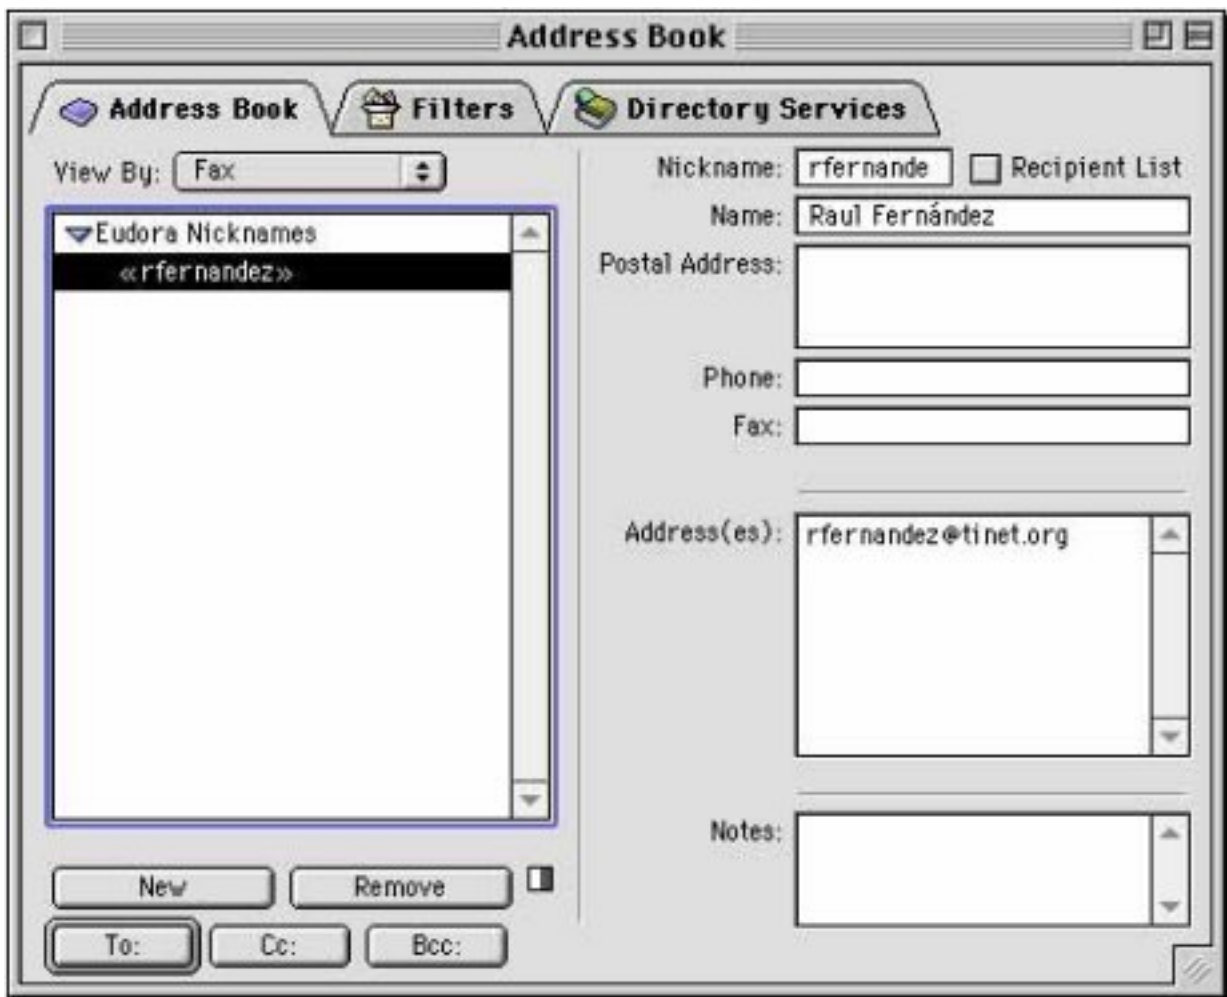 Address Book
Address Book Filters Directory Services
View By: Fax
Eudora Nicknames
«rfernandez»
New Remove
To: Cc: Bcc:
Nickname: rfernande Recipient List
Name: Raul Fernández
Postal Address:
Phone:
Fax:
Address(es): rfernandez@tinet.org
Notes: